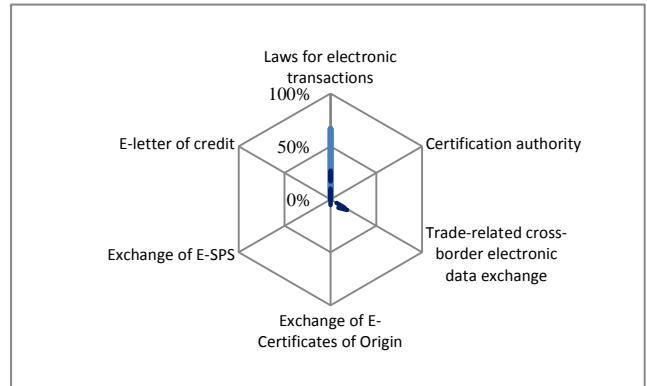 Laws for electronic
transactions
100%
E-letter of credit
Certification authority
50%
0%
Trade-related cross-
border electronic
data exchange
Exchange of E-SPS
Exchange of E-
Certificates of Origin